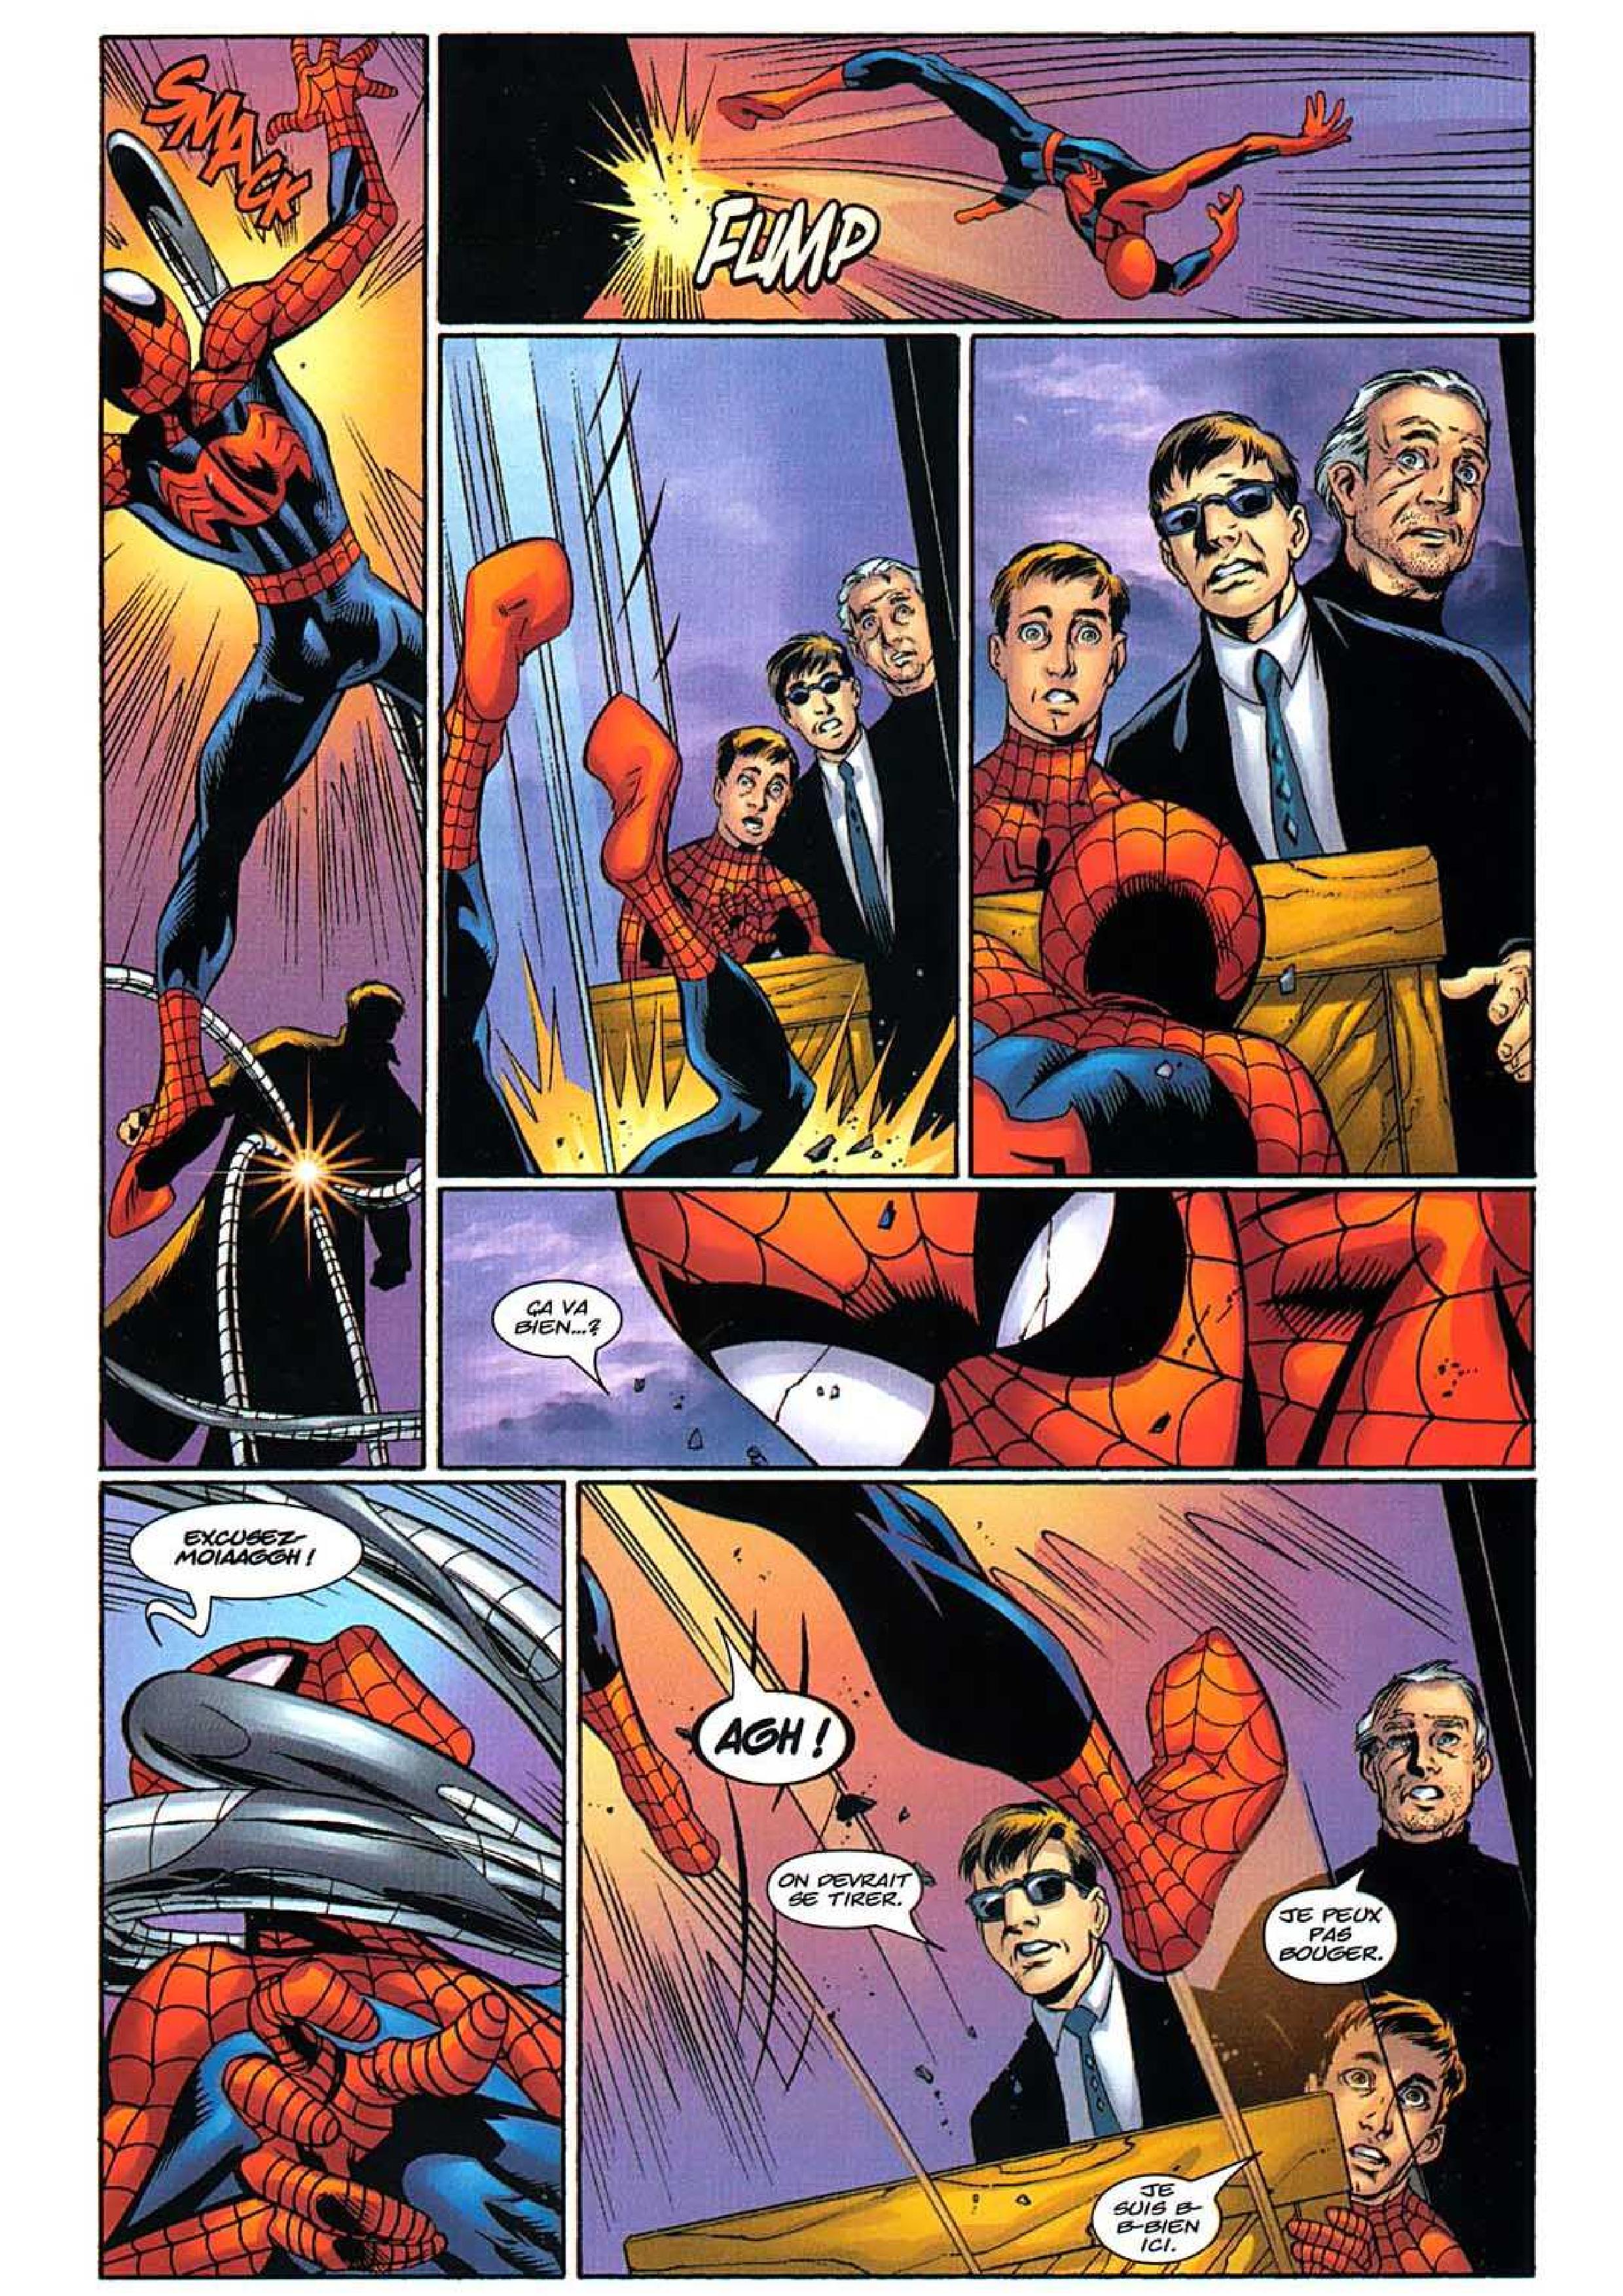 SMACK
FUMP
ÇA VA
BIEN...?
EXCUSEZ-
MOIAAGGH !
AGH !
ON DEVRAIT
SE TIRER.
JE PEUX
PAS
BOUGER.
JE
SUIS B-
B-BIEN
ICI.